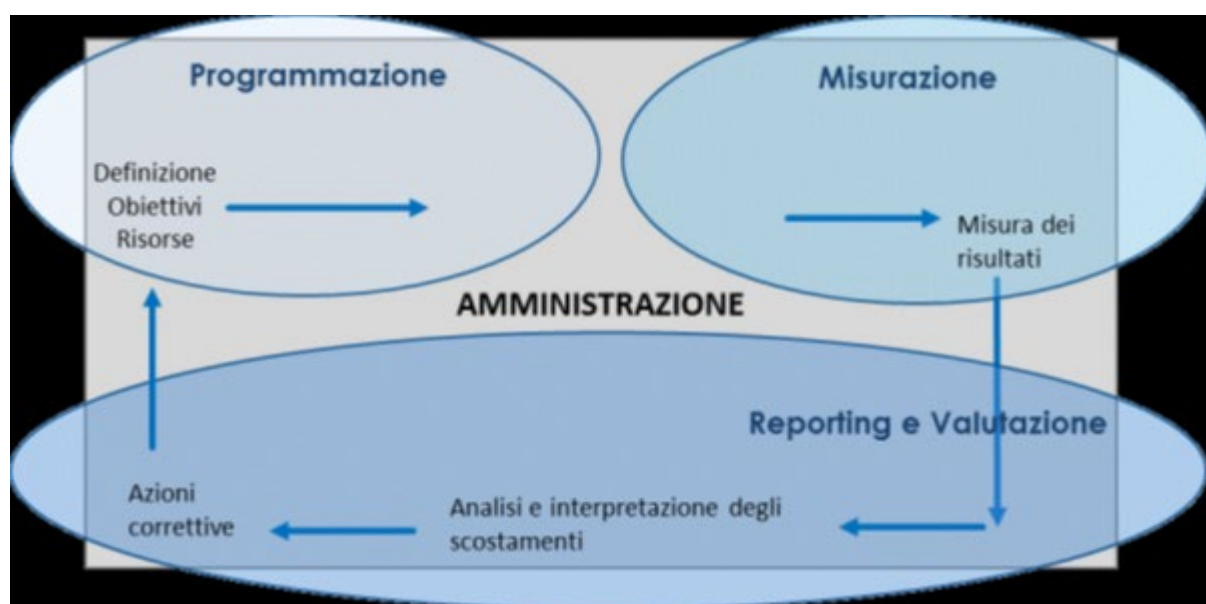 Programmazione
Misurazione
Definizione
Obiettivi
Risorse
Misura dei
risultati
AMMINISTRAZIONE
Reporting e Valutazione
Azioni
correttive
Analisi e interpretazione degli
scostamenti